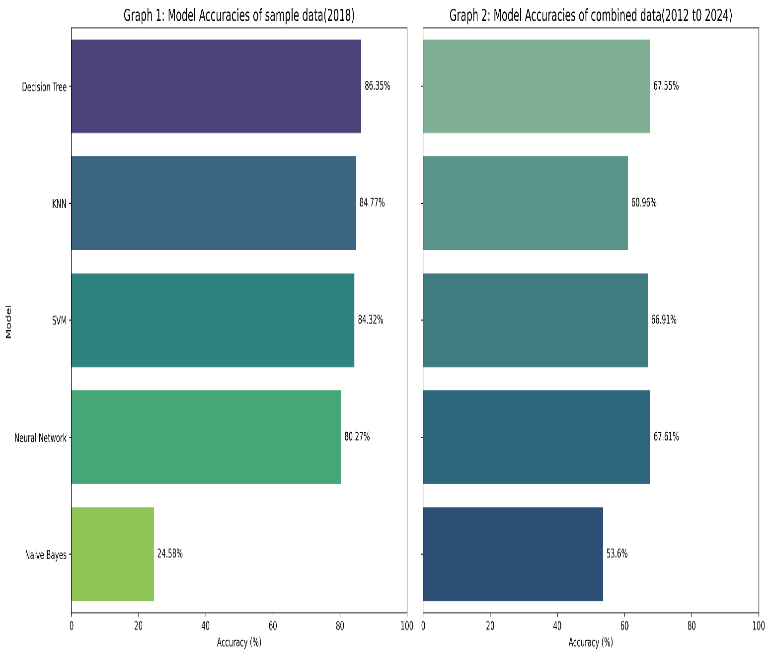 Graph 1: Model Accuracies of sample data(2018)
Graph 2: Model Accuracies of combined data(2012 t0 2024)
Model
Decision Tree
86.35%
67.55%
KNN
84.77%
60.96%
SVM
84.32%
66.91%
Neural Network
80.27%
67.61%
Naive Bayes
24.58%
53.6%
0 20 40 60 80 100
0 20 40 60 80 100
Accuracy (%)
Accuracy (%)